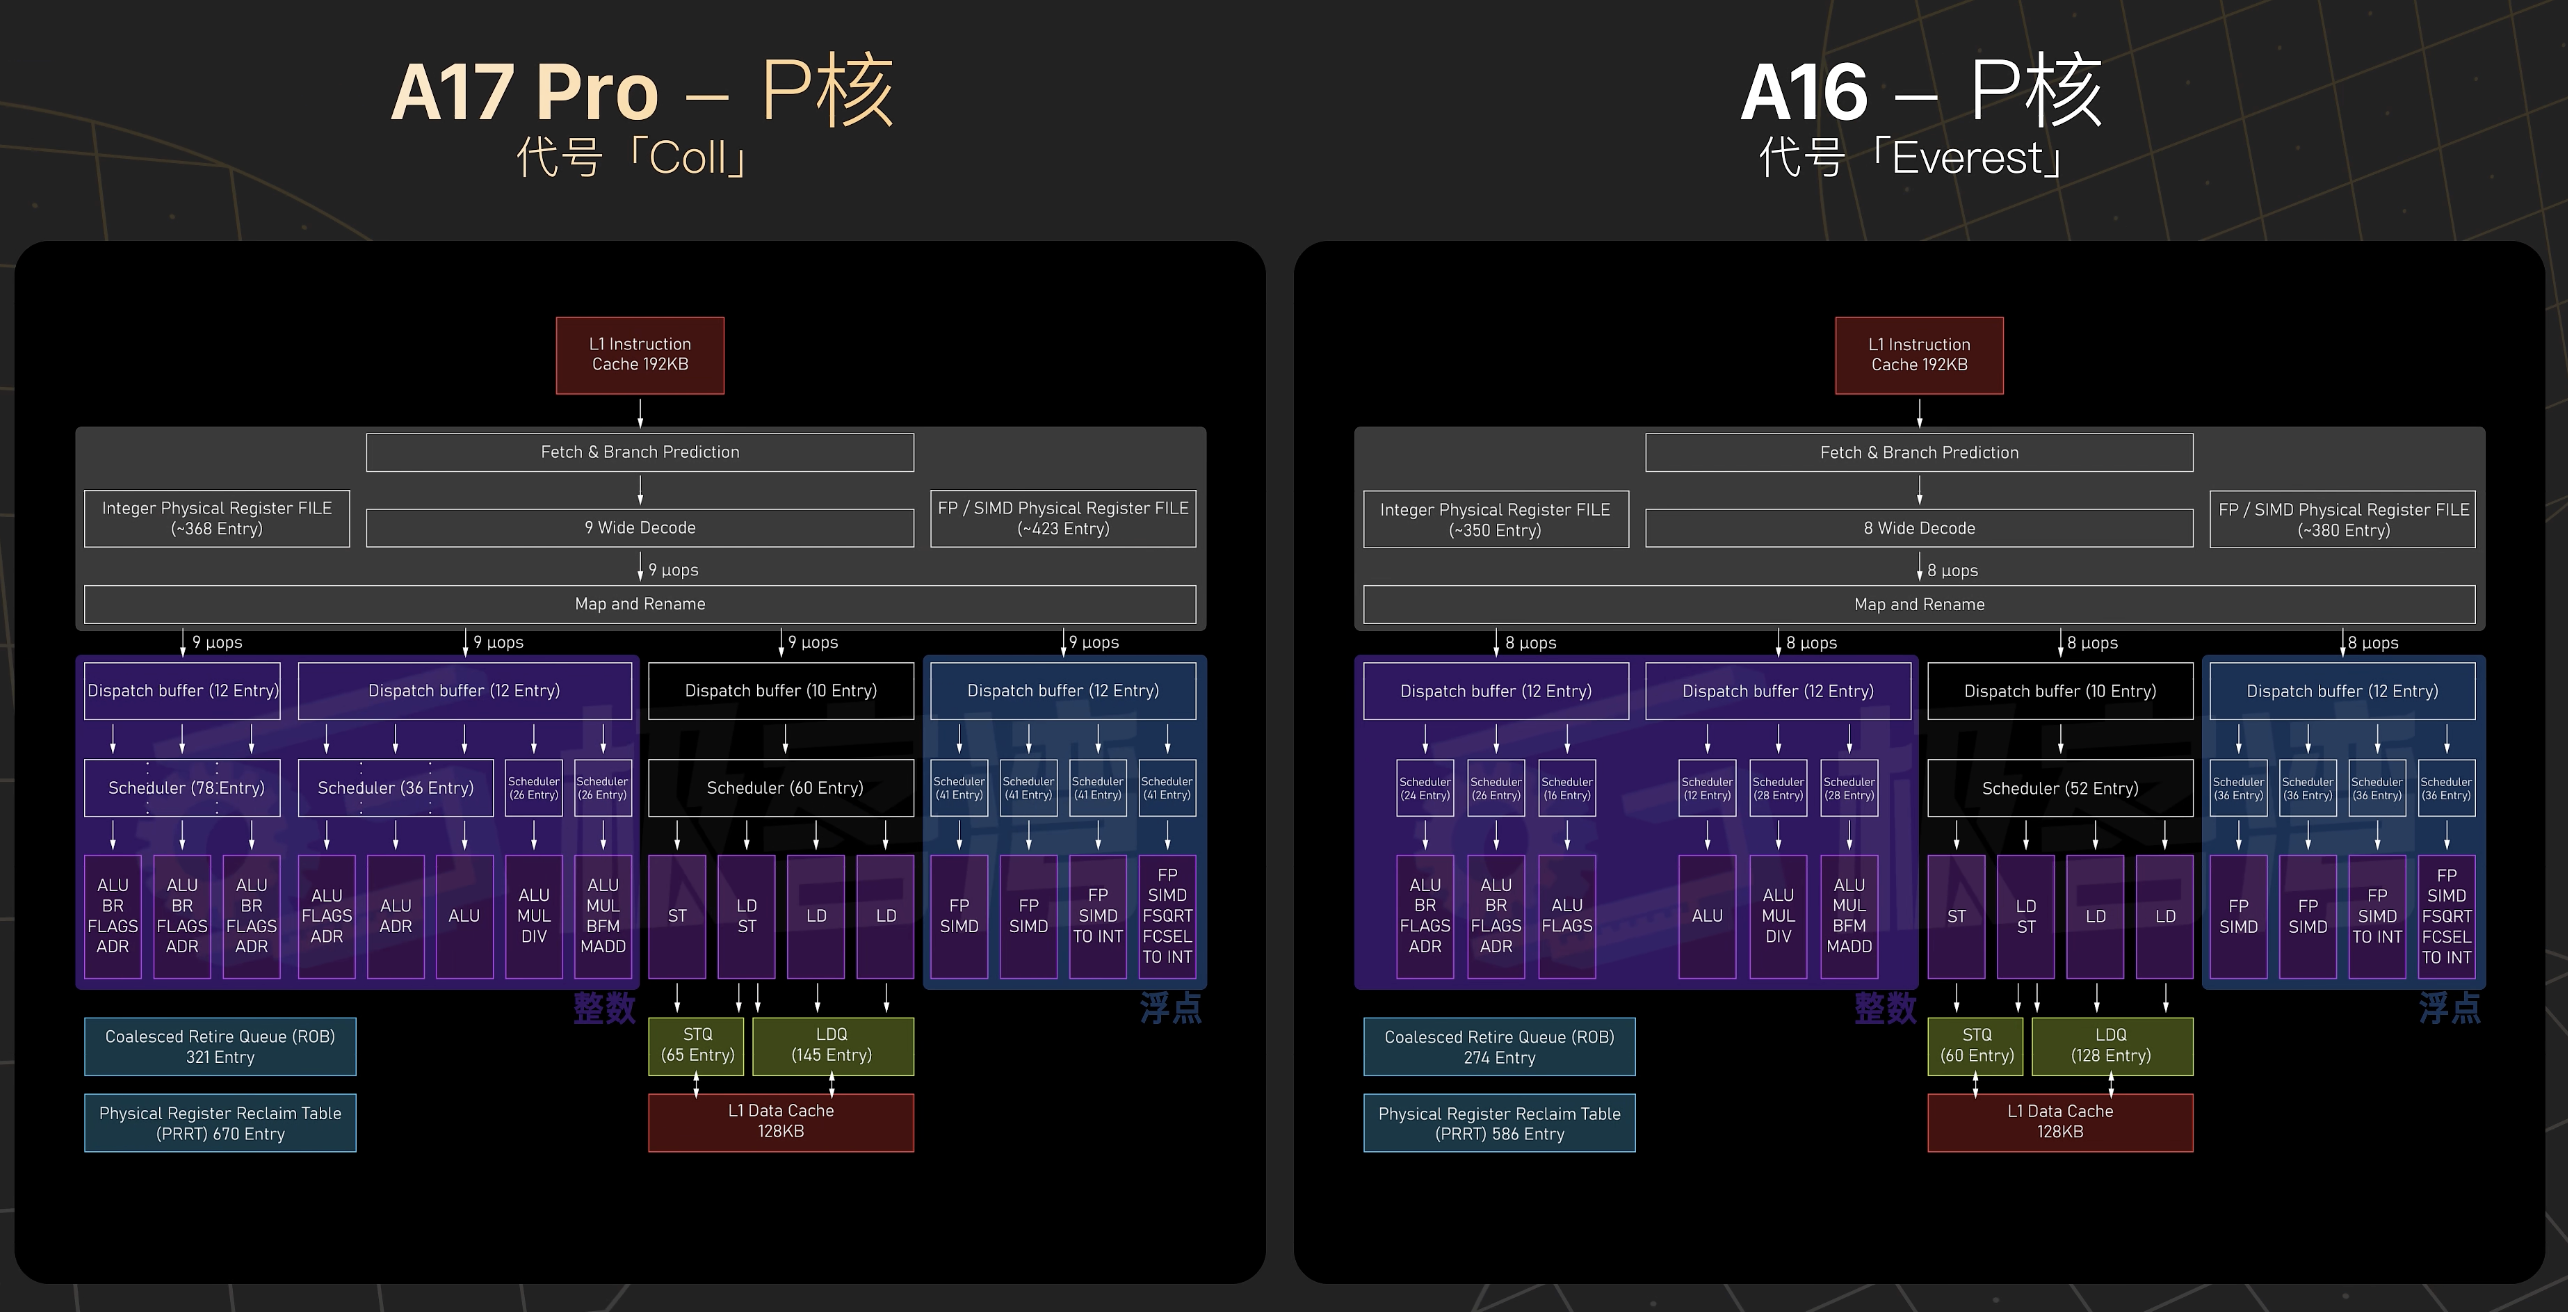 A17 Pro – P核
代号「Coll」
L1 Instruction
Cache 192KB
Fetch & Branch Prediction
Integer Physical Register FILE
(~368 Entry)
9 Wide Decode
FP / SIMD Physical Register FILE
(~423 Entry)
9 μops
Map and Rename
9 μops
9 μops
9 μops
9 μops
Dispatch buffer (12 Entry)
Dispatch buffer (12 Entry)
Dispatch buffer (10 Entry)
Dispatch buffer (12 Entry)
Scheduler (78 Entry)
Scheduler (36 Entry)
Scheduler
(26 Entry)
Scheduler
(26 Entry)
Scheduler (60 Entry)
Scheduler
(41 Entry)
Scheduler
(41 Entry)
Scheduler
(41 Entry)
Scheduler
(41 Entry)
ALU
BR
FLAGS
ADR
ALU
BR
FLAGS
ADR
ALU
BR
FLAGS
ADR
ALU
FLAGS
ADR
ALU
ADR
ALU
ALU
MUL
DIV
ALU
MUL
BFM
MADD
ST
LD
ST
LD
LD
FP
SIMD
FP
SIMD
FP
SIMD
TO INT
FP
SIMD
FSQRT
FCSEL
TO INT
整数
浮点
Coalesced Retire Queue (ROB)
321 Entry
STQ
(65 Entry)
LDQ
(145 Entry)
Physical Register Reclaim Table
(PRRT) 670 Entry
L1 Data Cache
128KB
极客湾
A16 – P核
代号「Everest」
L1 Instruction
Cache 192KB
Fetch & Branch Prediction
Integer Physical Register FILE
(~350 Entry)
8 Wide Decode
FP / SIMD Physical Register FILE
(~380 Entry)
8 μops
Map and Rename
8 μops
8 μops
8 μops
8 μops
Dispatch buffer (12 Entry)
Dispatch buffer (12 Entry)
Dispatch buffer (10 Entry)
Dispatch buffer (12 Entry)
Scheduler
(24 Entry)
Scheduler
(26 Entry)
Scheduler
(16 Entry)
Scheduler
(12 Entry)
Scheduler
(28 Entry)
Scheduler
(28 Entry)
Scheduler (52 Entry)
Scheduler
(36 Entry)
Scheduler
(36 Entry)
Scheduler
(36 Entry)
Scheduler
(36 Entry)
ALU
BR
FLAGS
ADR
ALU
BR
FLAGS
ADR
ALU
FLAGS
ALU
ALU
MUL
DIV
ALU
MUL
BFM
MADD
ST
LD
ST
LD
LD
FP
SIMD
FP
SIMD
FP
SIMD
TO INT
FP
SIMD
FSQRT
FCSEL
TO INT
整数
浮点
Coalesced Retire Queue (ROB)
274 Entry
STQ
(60 Entry)
LDQ
(128 Entry)
Physical Register Reclaim Table
(PRRT) 586 Entry
L1 Data Cache
128KB
极客湾